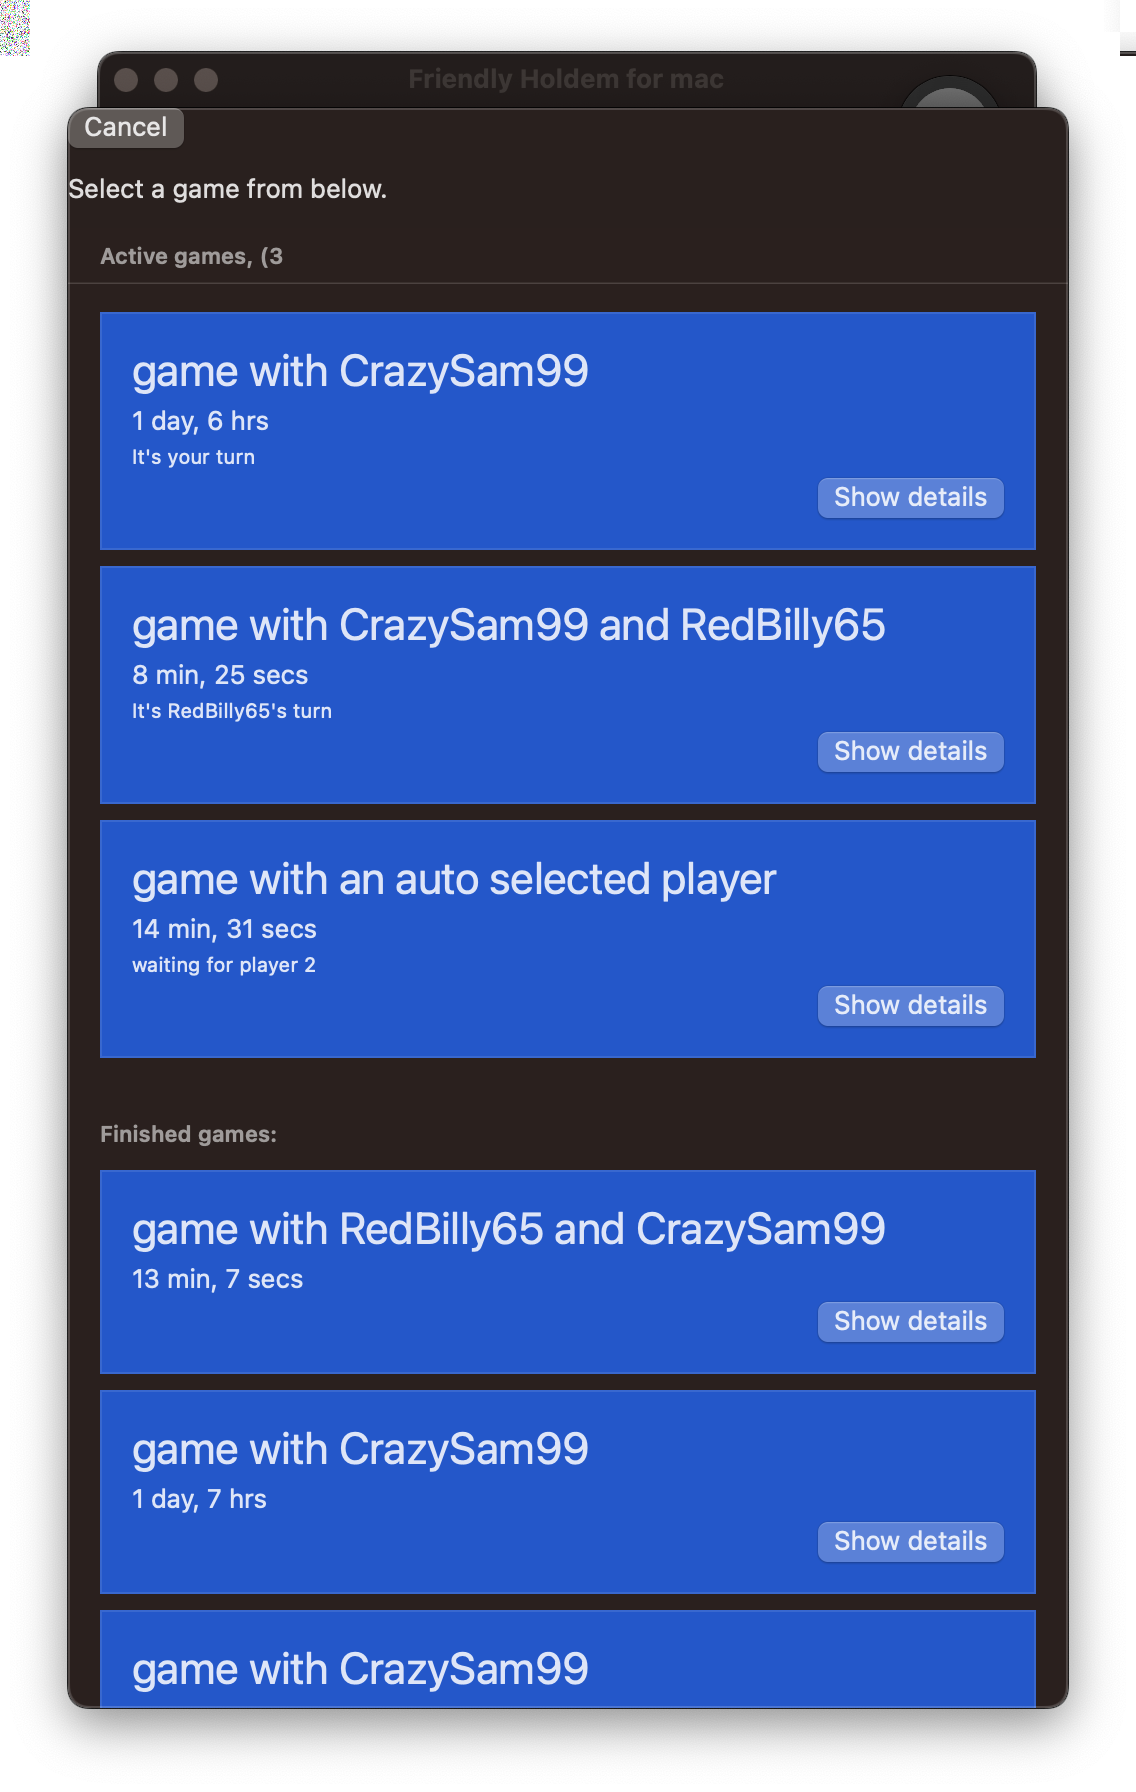 Friendly Holdem for mac
Cancel
Select a game from below.
Active games, (3
game with CrazySam99
1 day, 6 hrs
It's your turn
Show details
game with CrazySam99 and RedBilly65
8 min, 25 secs
It's RedBilly65's turn
Show details
game with an auto selected player
14 min, 31 secs
waiting for player 2
Show details
Finished games:
game with RedBilly65 and CrazySam99
13 min, 7 secs
Show details
game with CrazySam99
1 day, 7 hrs
Show details
game with CrazySam99